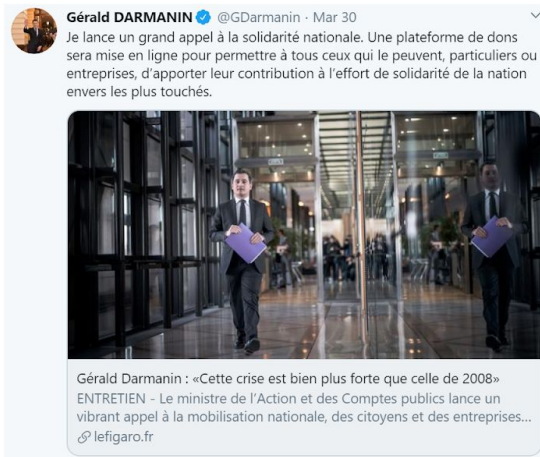 Gérald DARMANIN @GDarmanin · Mar 30
Je lance un grand appel à la solidarité nationale. Une plateforme de dons
sera mise en ligne pour permettre à tous ceux qui le peuvent, particuliers ou
entreprises, d’apporter leur contribution à l’effort de solidarité de la nation
envers les plus touchés.
Gérald Darmanin : «Cette crise est bien plus forte que celle de 2008»
ENTRETIEN - Le ministre de l’Action et des Comptes publics lance un
vibrant appel à la mobilisation nationale, des citoyens et des entreprises...
lefigaro.fr